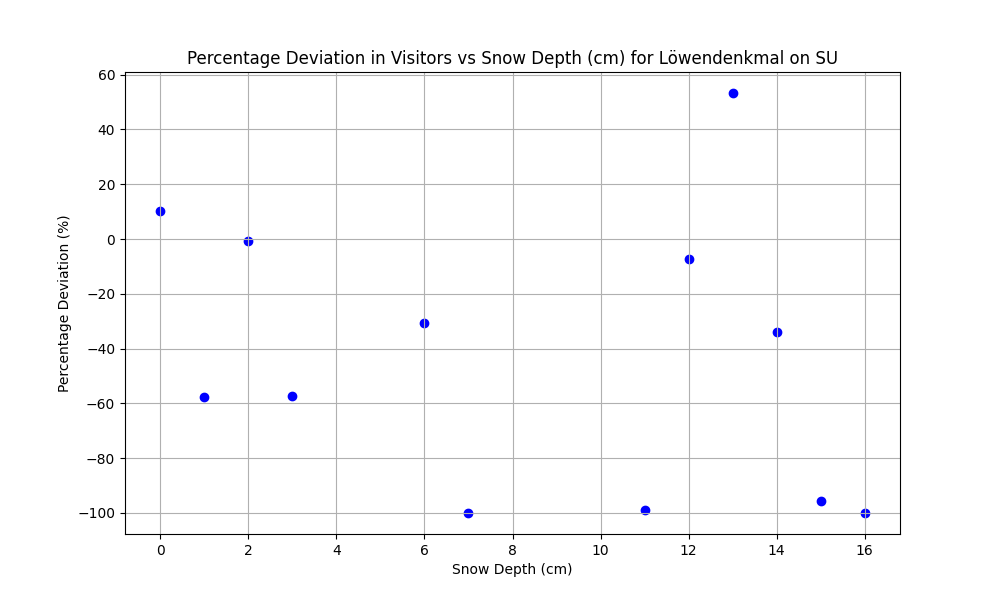 Percentage Deviation in Visitors vs Snow Depth (cm) for Löwendenkmal on SU
60
40
20
0
−20
−40
−60
−80
−100
Percentage Deviation (%)
0 2 4 6 8 10 12 14 16
Snow Depth (cm)